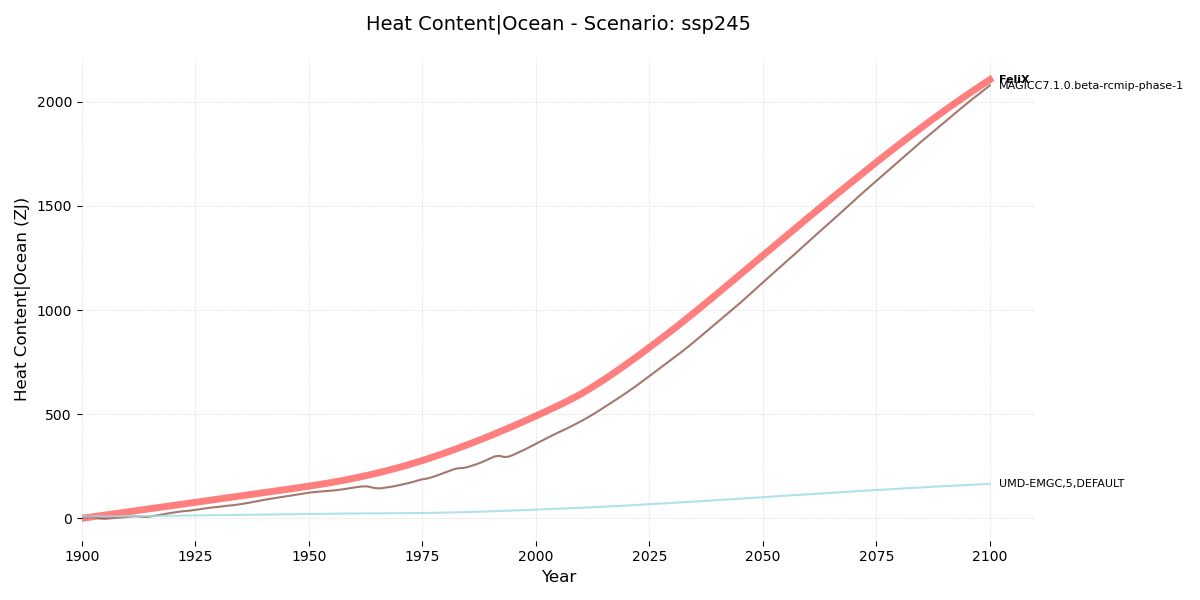 Heat Content|Ocean - Scenario: ssp245
Heat Content|Ocean (ZJ)
2000
1500
1000
500
0
FeliX
MAGICC7.1.0.beta-rcmip-phase-1
UMD-EMGC,5,DEFAULT
1900 1925 1950 1975 2000 2025 2050 2075 2100
Year